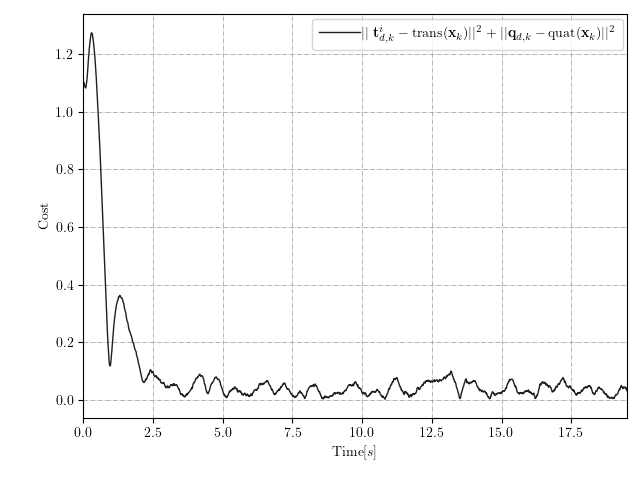 || t^i_{d,k} − trans(x_k)||^2 + ||q_{d,k} − quat(x_k)||^2
1.2
1.0
0.8
0.6
0.4
0.2
0.0
Cost
0.0 2.5 5.0 7.5 10.0 12.5 15.0 17.5
Time[s]